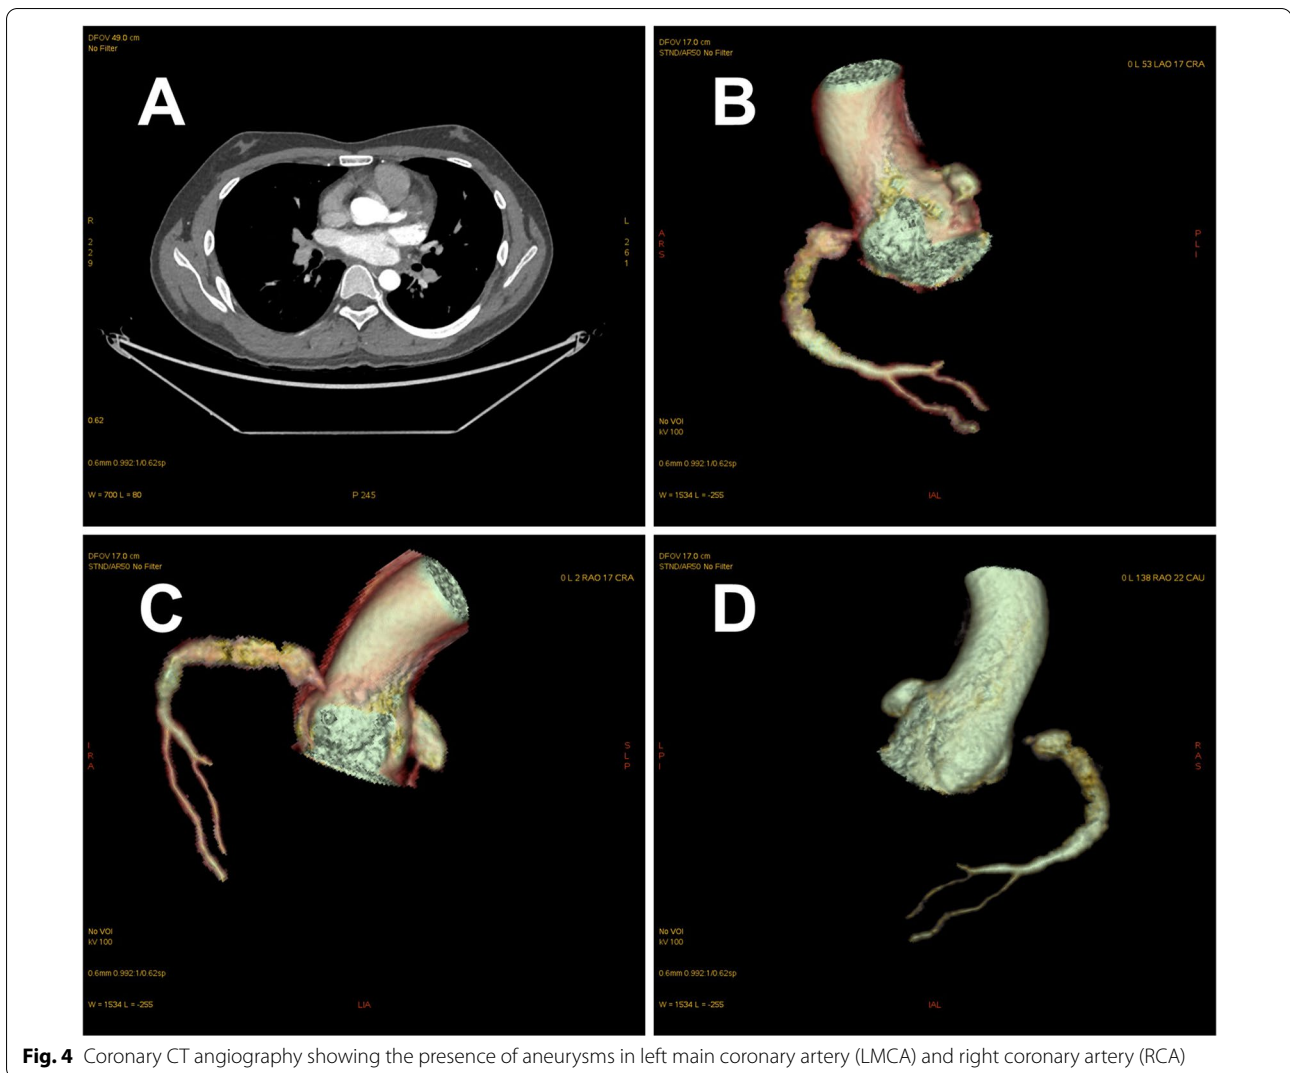 DFOV 49.0 cm
No Filter
A
R
2
2
9
L
2
6
1
0.62
0.6mm 0.992:1/0.62sp
W = 700 L = 80
P 245
DFOV 17.0 cm
STND/AR50 No Filter
0 L 53 LAO 17 CRA
B
A
R
S
P
L
I
No VOI
kV 100
0.6mm 0.992:1/0.62sp
W = 1534 L = -255
IAL
DFOV 17.0 cm
STND/AR50 No Filter
0 L 2 RAO 17 CRA
C
I
R
A
S
L
P
No VOI
kV 100
0.6mm 0.992:1/0.62sp
W = 1534 L = -255
LIA
DFOV 17.0 cm
STND/AR50 No Filter
0 L 138 RAO 22 CAU
D
L
P
I
R
A
S
No VOI
kV 100
0.6mm 0.992:1/0.62sp
W = 1534 L = -255
IAL
Fig. 4 Coronary CT angiography showing the presence of aneurysms in left main coronary artery (LMCA) and right coronary artery (RCA)